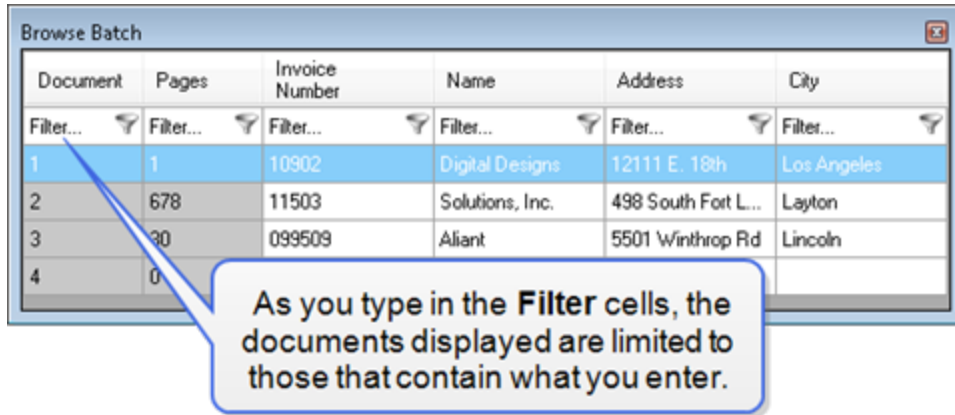 Browse Batch
Document Pages Invoice Number Name Address City
Filter... Filter... Filter... Filter... Filter... Filter...
1 1 10902 Digital Designs 12111 E. 18th Los Angeles
2 678 11503 Solutions, Inc. 498 South Fort L... Layton
3 30 099509 Aliant 5501 Winthrop Rd Lincoln
4 0
As you type in the Filter cells, the
documents displayed are limited to
those that contain what you enter.